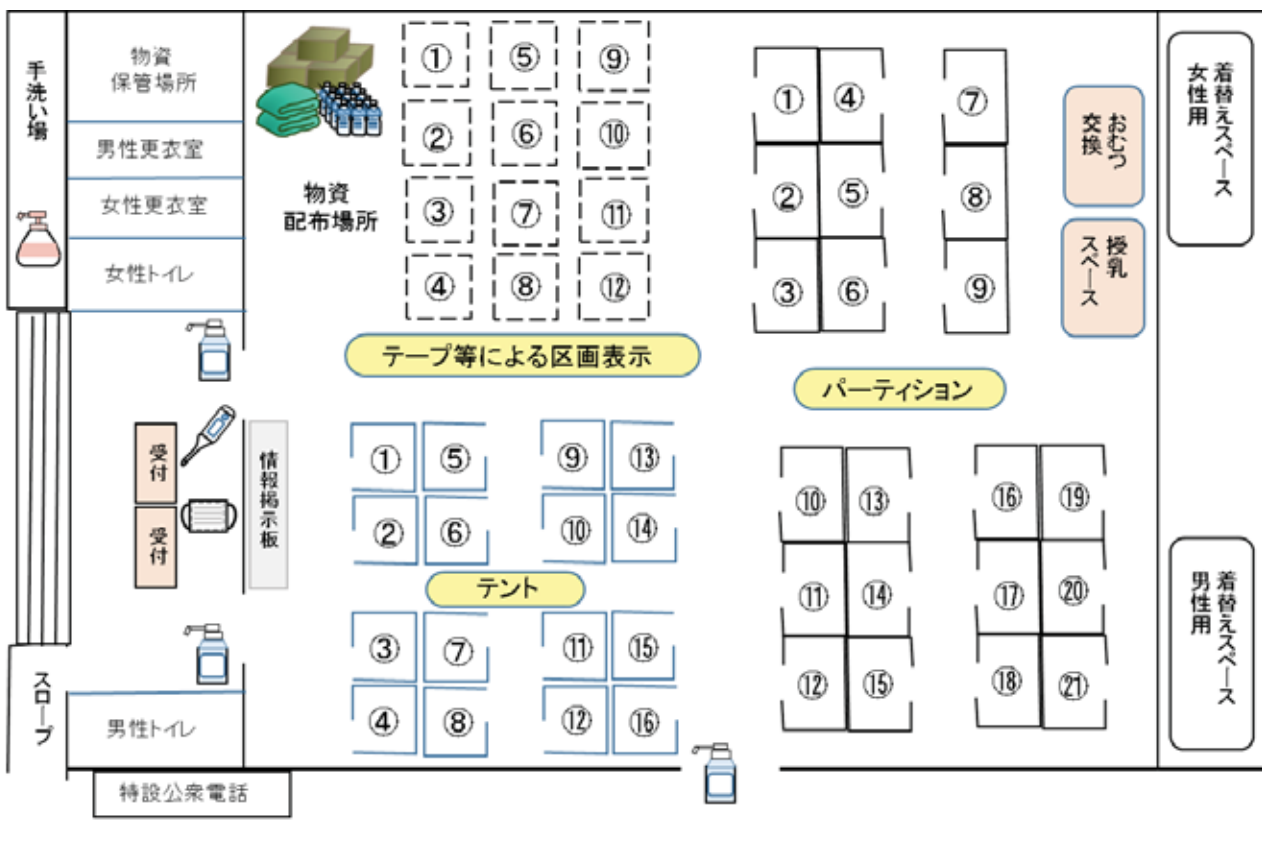 手洗い場
物資
保管場所
男性更衣室
女性更衣室
女性トイレ
物資
配布場所
① ⑤ ⑨
② ⑥ ⑩
③ ⑦ ⑪
④ ⑧ ⑫
テープ等による区画表示
① ④ ⑦
② ⑤ ⑧
③ ⑥ ⑨
パーティション
おむつ
交換
授乳
スペース
着替えスペース
女性用
受付
受付
情報掲示板
① ⑤ ⑨ ⑬
② ⑥ ⑩ ⑭
テント
③ ⑦ ⑪ ⑮
④ ⑧ ⑫ ⑯
⑩ ⑬ ⑯ ⑲
⑪ ⑭ ⑰ ⑳
⑫ ⑮ ⑱ ㉑
着替えスペース
男性用
スロープ
男性トイレ
特設公衆電話